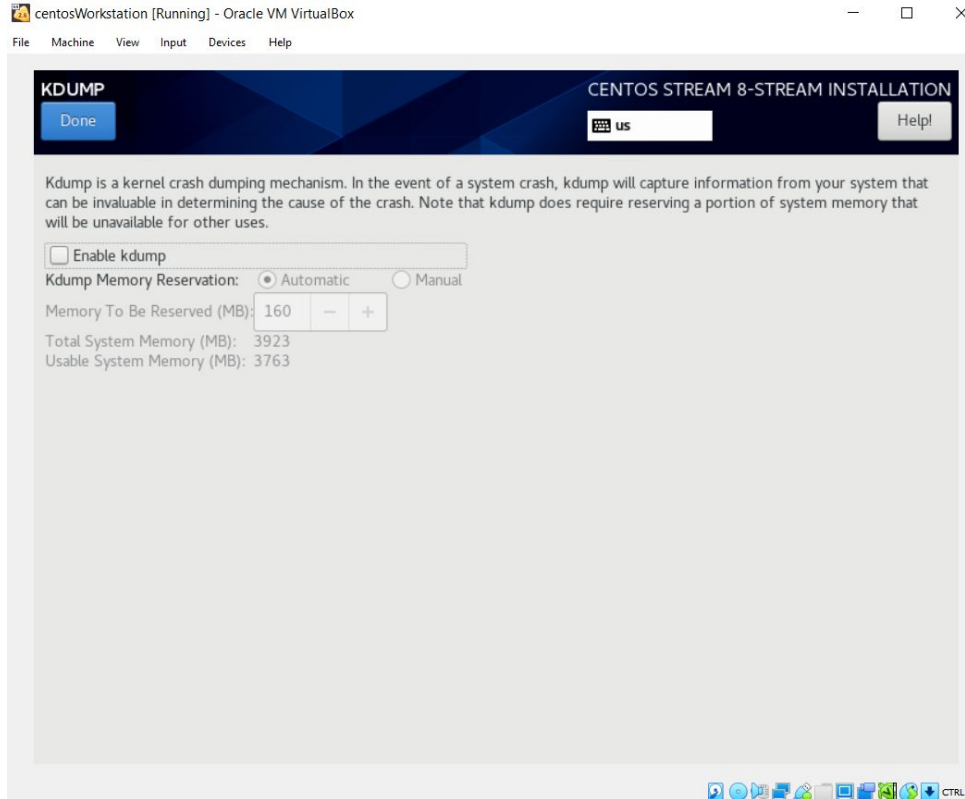 centosWorkstation [Running] - Oracle VM VirtualBox
File Machine View Input Devices Help
KDUMP
CENTOS STREAM 8-STREAM INSTALLATION
Done
us
Help!
Kdump is a kernel crash dumping mechanism. In the event of a system crash, kdump will capture information from your system that
can be invaluable in determining the cause of the crash. Note that kdump does require reserving a portion of system memory that
will be unavailable for other uses.
Enable kdump
Kdump Memory Reservation: Automatic Manual
Memory To Be Reserved (MB): 160 − +
Total System Memory (MB): 3923
Usable System Memory (MB): 3763
CTRL